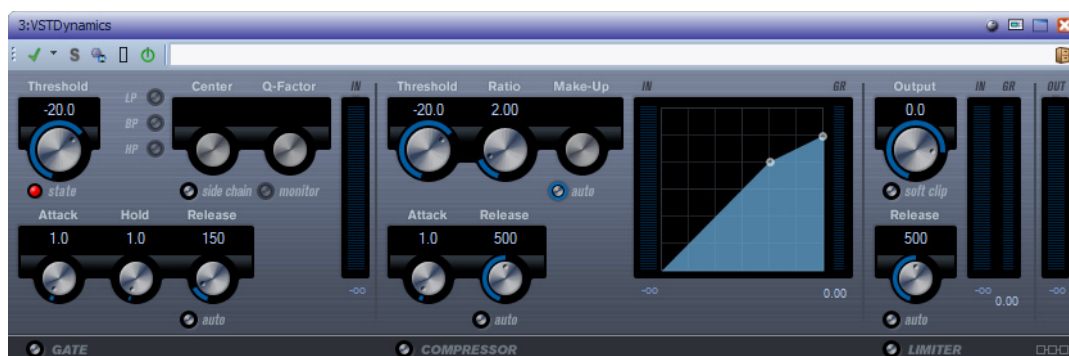 3:VSTDynamics
S
Threshold LP Center Q-Factor IN Threshold Ratio Make-Up IN GR Output IN GR OUT
-20.0 BP -20.0 2.00 0.0
HP
state side chain monitor auto soft clip
Attack Hold Release Attack Release Release
1.0 1.0 150 1.0 500 500
-∞ -∞ 0.00 -∞ 0.00 -∞
auto auto auto
GATE COMPRESSOR LIMITER